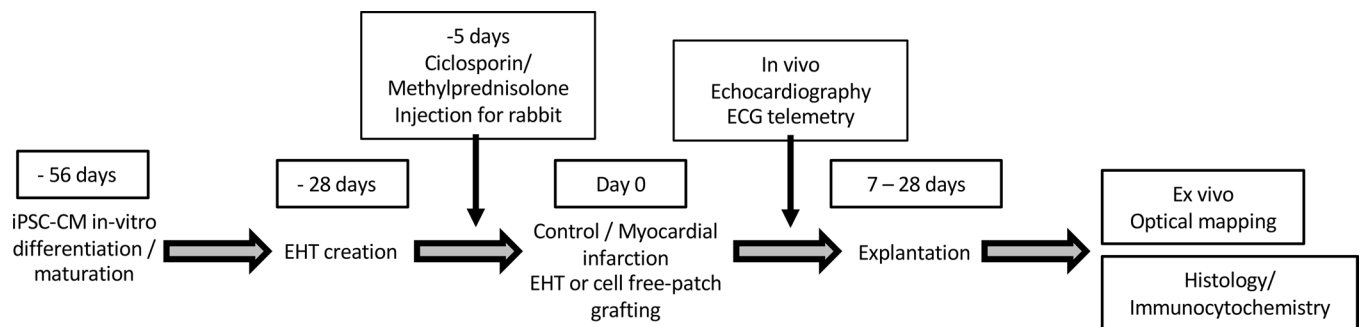 -5 days
Ciclosporin/
Methylprednisolone
Injection for rabbit
In vivo
Echocardiography
ECG telemetry
- 56 days
iPSC-CM in-vitro
differentiation /
maturation
- 28 days
EHT creation
Day 0
Control / Myocardial
infarction
EHT or cell free-patch
grafting
7 – 28 days
Explantation
Ex vivo
Optical mapping
Histology/
Immunocytochemistry